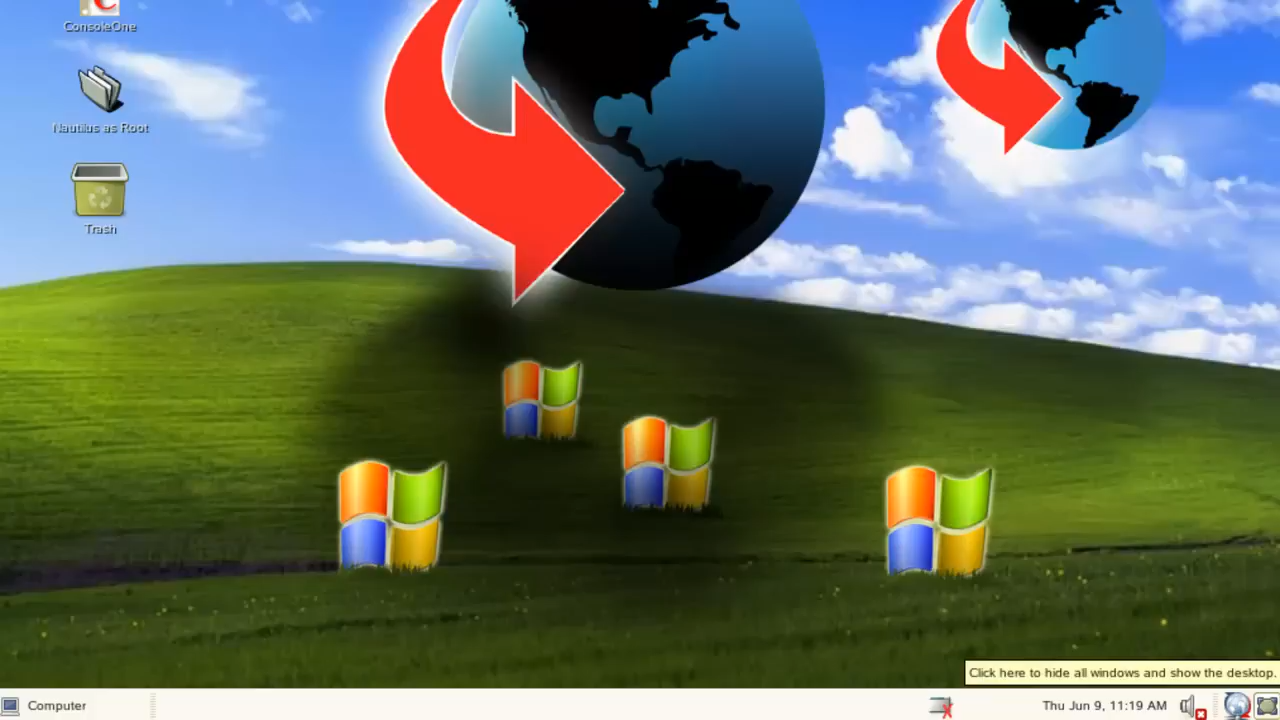 ConsoleOne
Nautilus as Root
Trash
Click here to hide all windows and show the desktop.
Computer
Thu Jun 9, 11:19 AM